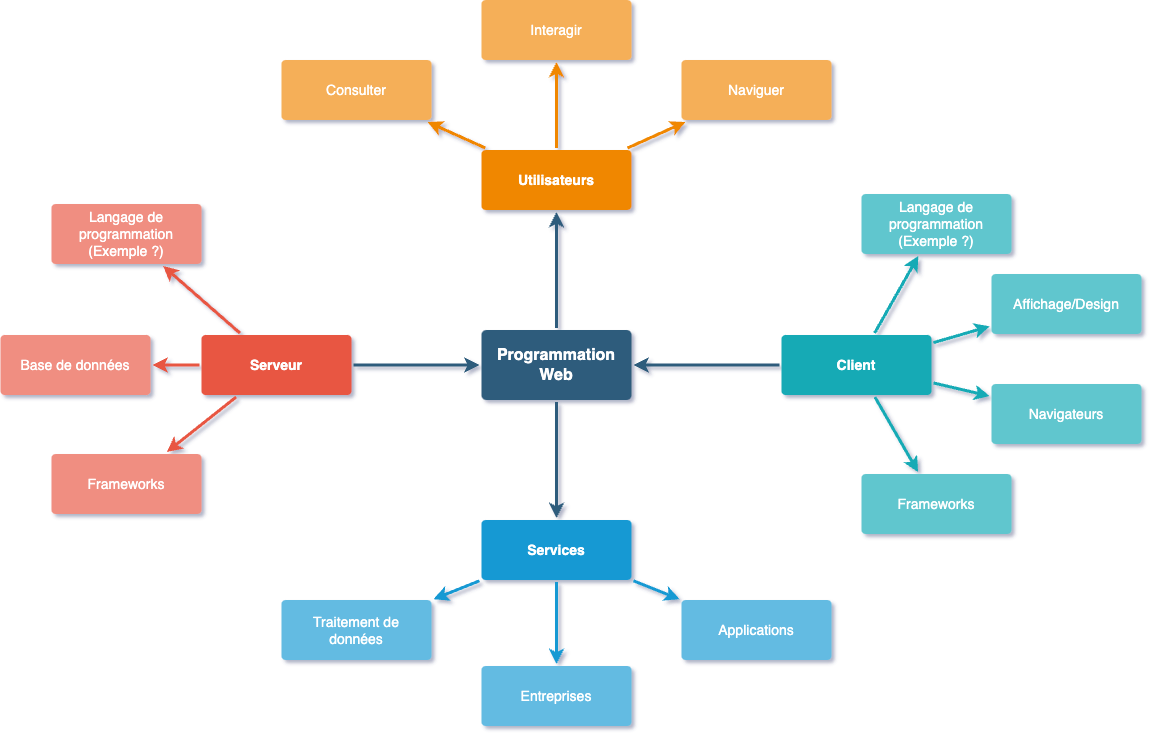 Interagir
Consulter
Naviguer
Utilisateurs
Langage de
programmation
(Exemple ?)
Langage de
programmation
(Exemple ?)
Affichage/Design
Base de données
Serveur
Programmation
Web
Client
Navigateurs
Frameworks
Frameworks
Services
Traitement de
données
Applications
Entreprises